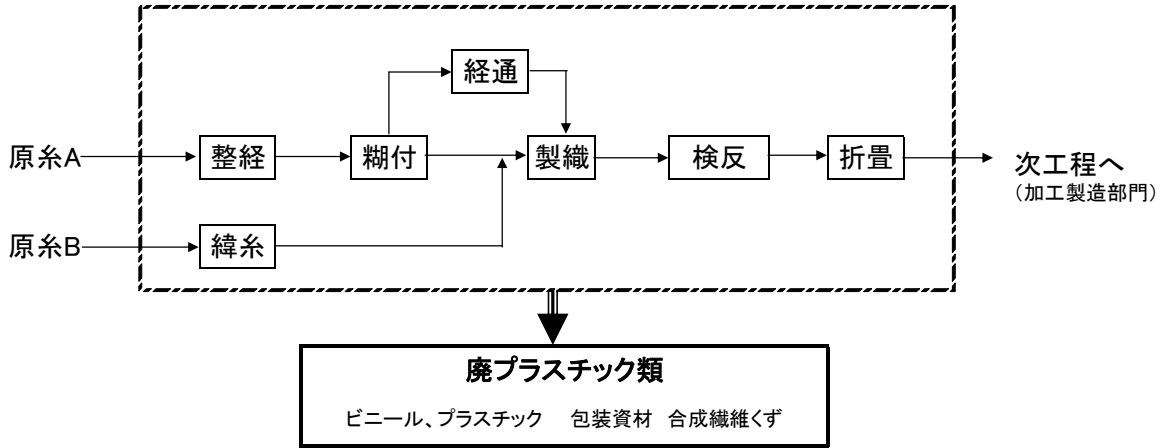 経通
原糸A
整経
糊付
製織
検反
折畳
次工程へ
(加工製造部門)
原糸B
緯糸
廃プラスチック類
ビニール、プラスチック 包装資材 合成繊維くず